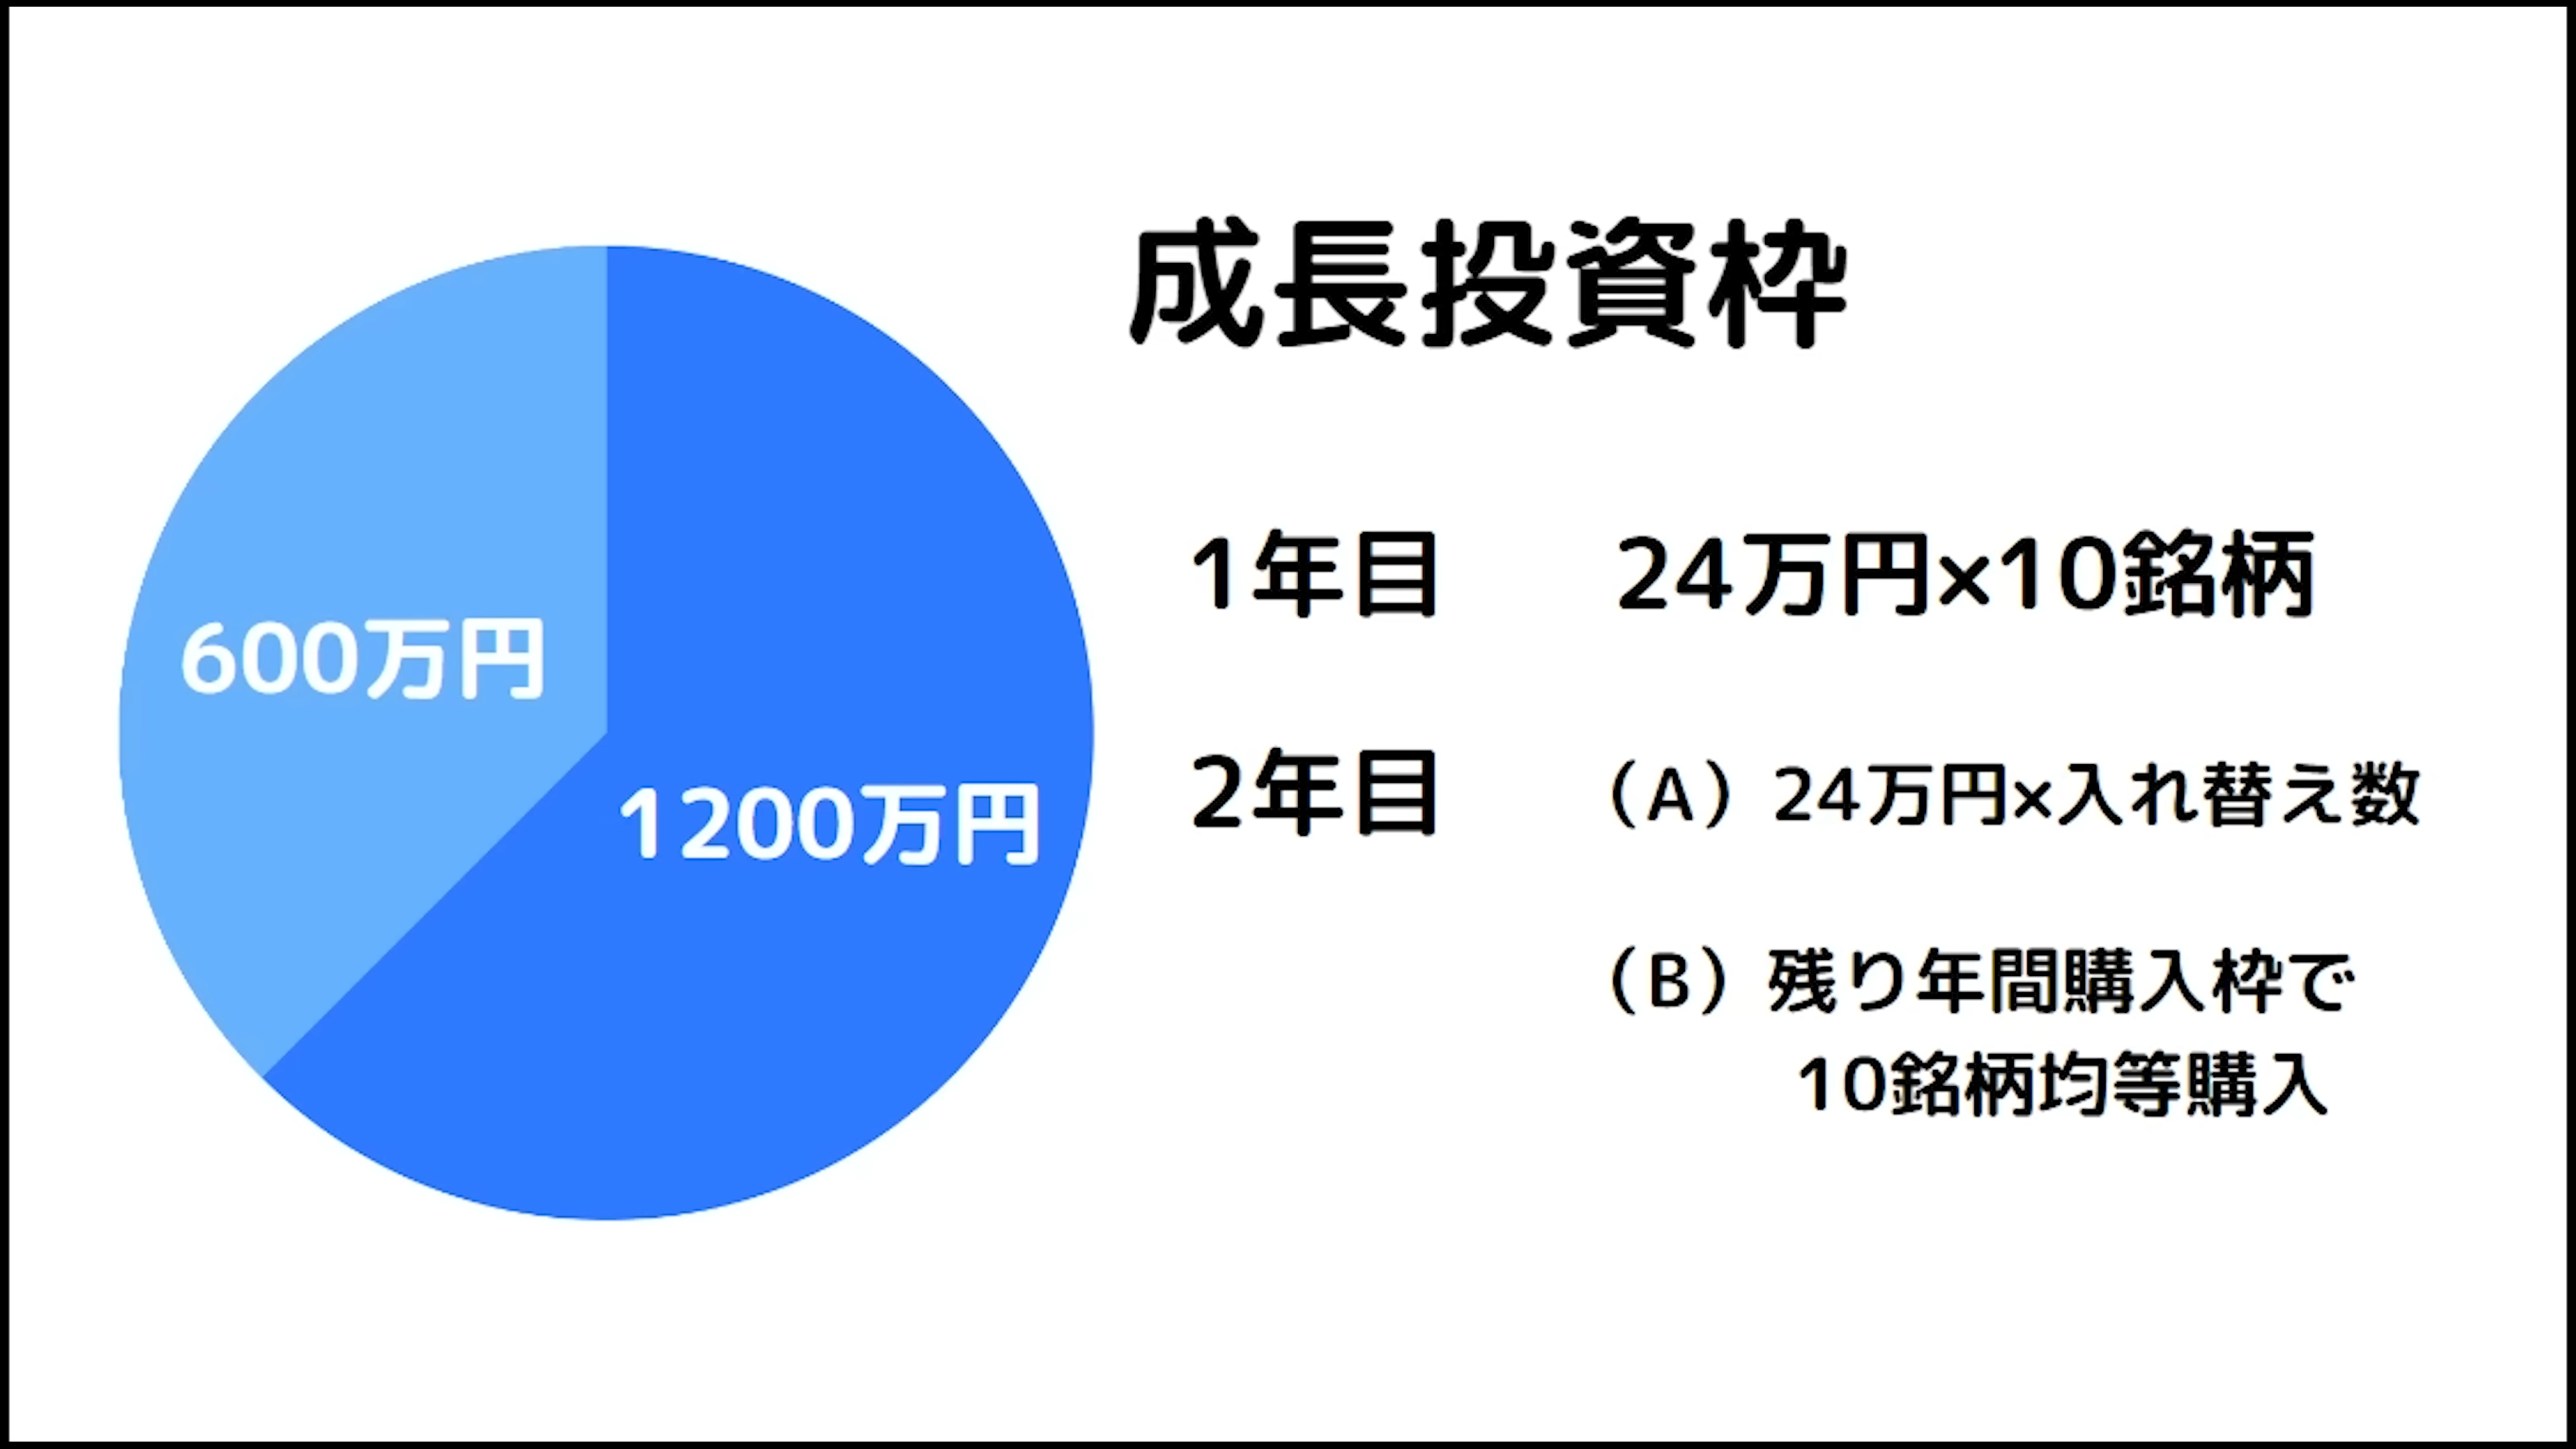 成長投資枠
600万円
1200万円
1年目 24万円×10銘柄
2年目 （A）24万円×入れ替え数
（B）残り年間購入枠で
10銘柄均等購入